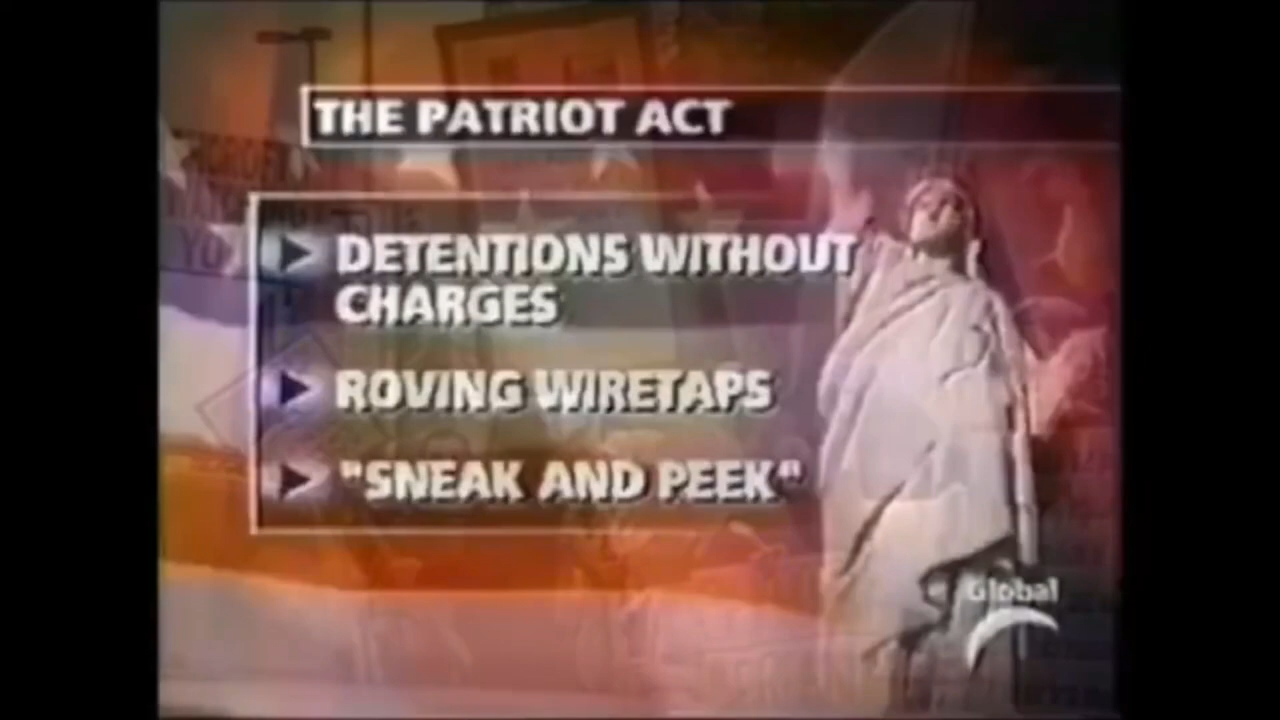 THE PATRIOT ACT
DETENTIONS WITHOUT
CHARGES
ROVING WIRETAPS
"SNEAK AND PEEK"
Global